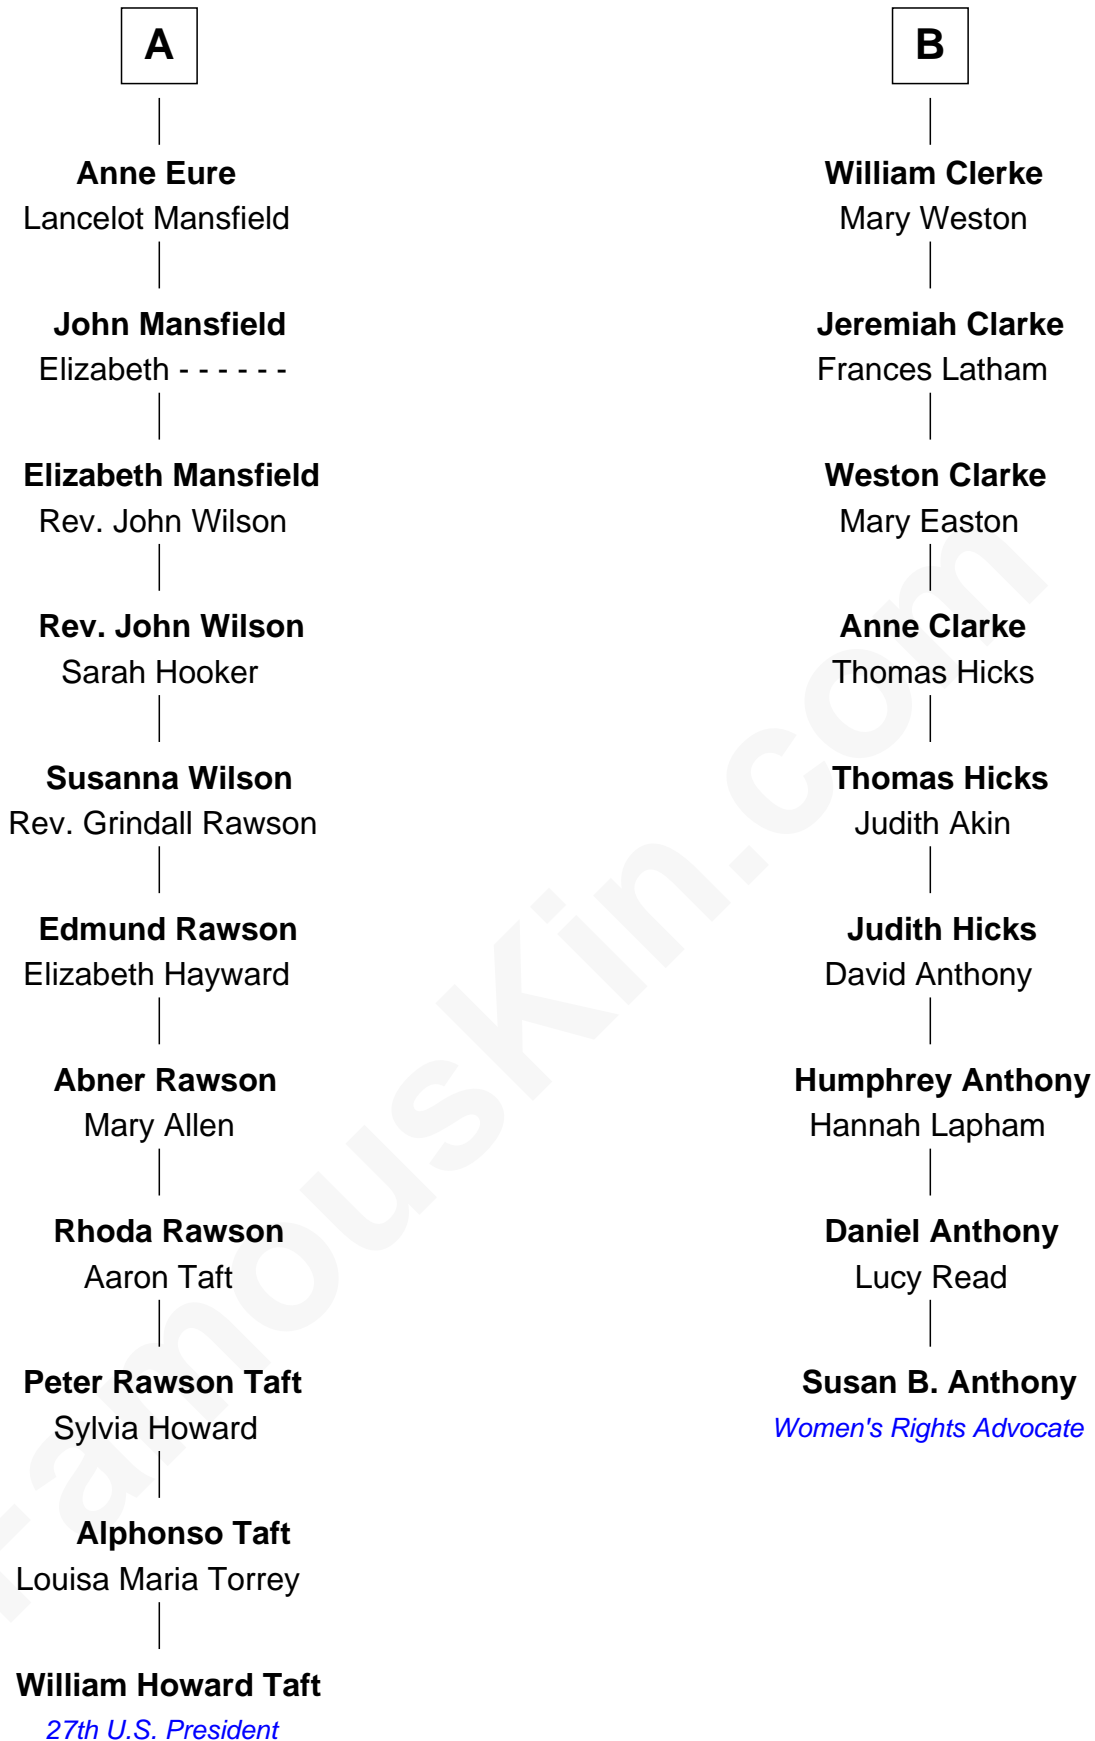 A
Anne Eure
Lancelot Mansfield
John Mansfield
Elizabeth - - - - - -
Elizabeth Mansfield
Rev. John Wilson
Rev. John Wilson
Sarah Hooker
Susanna Wilson
Rev. Grindall Rawson
Edmund Rawson
Elizabeth Hayward
Abner Rawson
Mary Allen
Rhoda Rawson
Aaron Taft
Peter Rawson Taft
Sylvia Howard
Alphonso Taft
Louisa Maria Torrey
William Howard Taft
27th U.S. President
B
William Clerke
Mary Weston
Jeremiah Clarke
Frances Latham
Weston Clarke
Mary Easton
Anne Clarke
Thomas Hicks
Thomas Hicks
Judith Akin
Judith Hicks
David Anthony
Humphrey Anthony
Hannah Lapham
Daniel Anthony
Lucy Read
Susan B. Anthony
Women's Rights Advocate
FamousKin.com